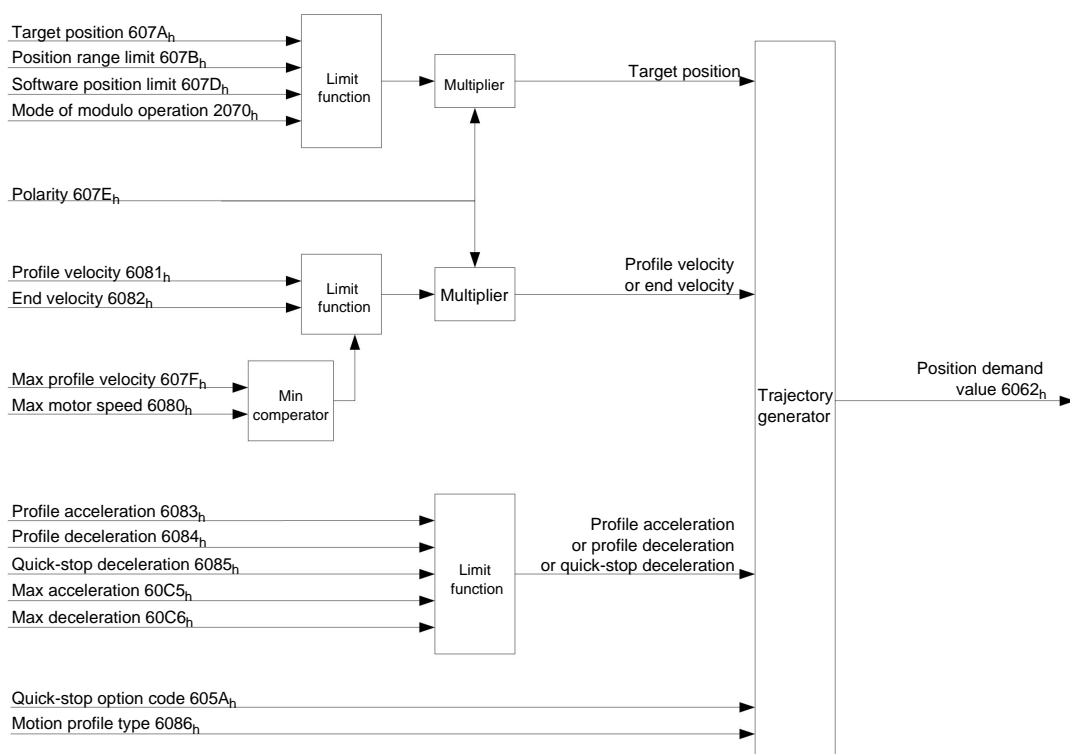 Target position 607Ah
Position range limit 607Bh
Software position limit 607Dh
Mode of modulo operation 2070h
Limit
function
Multiplier
Target position
Polarity 607Eh
Profile velocity 6081h
End velocity 6082h
Limit
function
Multiplier
Profile velocity
or end velocity
Max profile velocity 607Fh
Max motor speed 6080h
Min
comperator
Trajectory
generator
Position demand
value 6062h
Profile acceleration 6083h
Profile deceleration 6084h
Quick-stop deceleration 6085h
Max acceleration 60C5h
Max deceleration 60C6h
Limit
function
Profile acceleration
or profile deceleration
or quick-stop deceleration
Quick-stop option code 605Ah
Motion profile type 6086h